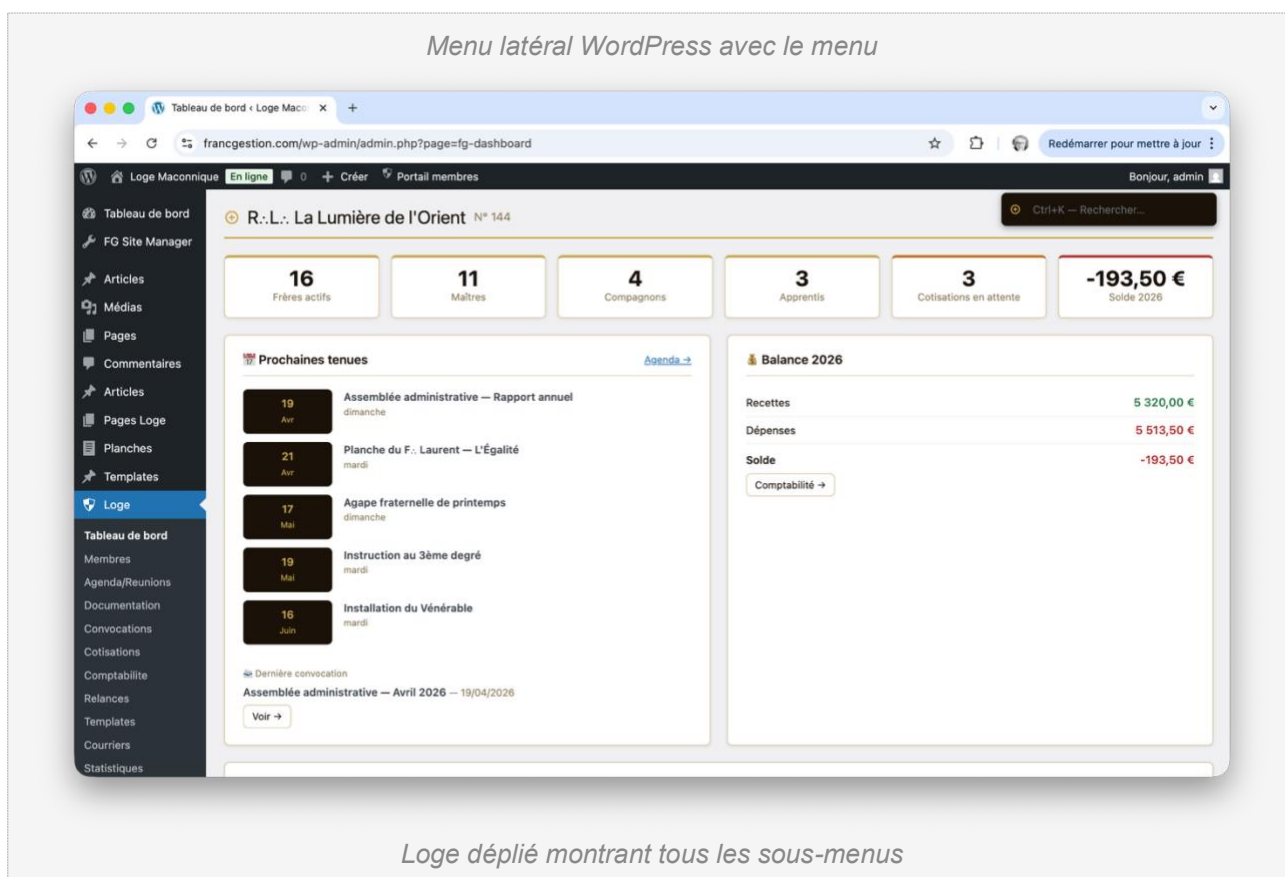 Menu latéral WordPress avec le menu
Tableau de bord ‹ Loge Maco
francgestion.com/wp-admin/admin.php?page=fg-dashboard
Redémarrer pour mettre à jour
Loge Maconnique En ligne 0 + Créer Portail membres Bonjour, admin
Tableau de bord
FG Site Manager
Articles
Médias
Pages
Commentaires
Articles
Pages Loge
Planches
Templates
Loge
Tableau de bord
Membres
Agenda/Reunions
Documentation
Convocations
Cotisations
Comptabilite
Relances
Templates
Courriers
Statistiques
R∴L∴ La Lumière de l'Orient N° 144
Ctrl+K — Rechercher...
16
Frères actifs
11
Maîtres
4
Compagnons
3
Apprentis
3
Cotisations en attente
-193,50 €
Solde 2026
Prochaines tenues
Agenda →
19
Avr
Assemblée administrative — Rapport annuel
dimanche
21
Avr
Planche du F∴ Laurent — L'Égalité
mardi
17
Mai
Agape fraternelle de printemps
dimanche
19
Mai
Instruction au 3ème degré
mardi
16
Juin
Installation du Vénérable
mardi
Dernière convocation
Assemblée administrative — Avril 2026 — 19/04/2026
Voir →
Balance 2026
Recettes 5 320,00 €
Dépenses 5 513,50 €
Solde -193,50 €
Comptabilité →
Loge déplié montrant tous les sous-menus